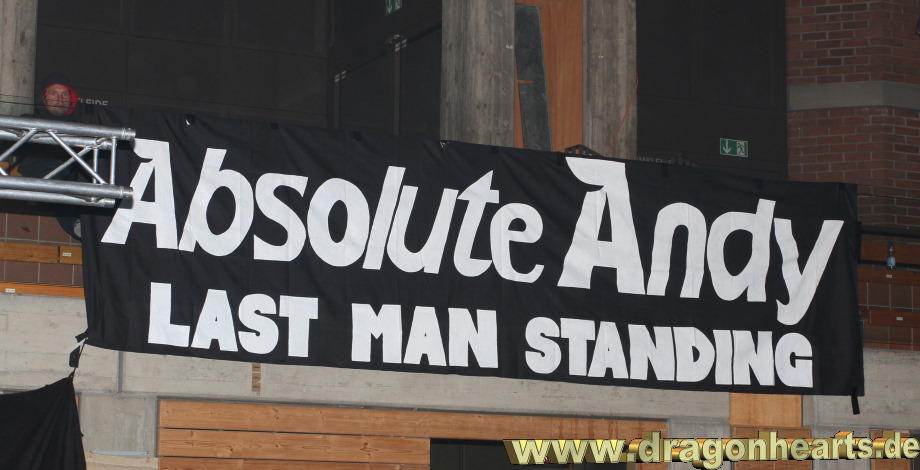 Absolute Andy
LAST MAN STANDING
www.dragonhearts.de